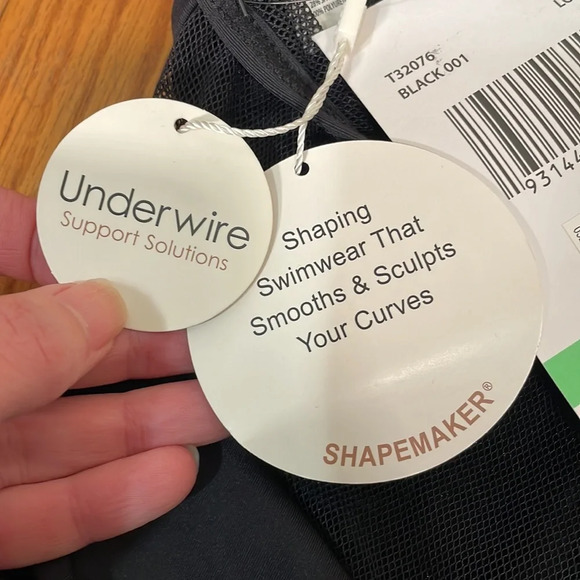 T32076
BLACK 001
Underwire
Support Solutions
Shaping
Swimwear That
Smooths & Sculpts
Your Curves
SHAPEMAKER®